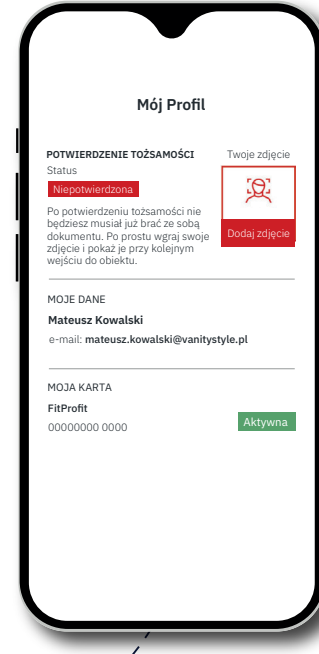 Mój Profil
POTWIERDZENIE TOŻSAMOŚCI
Status
Niepotwierdzona
Po potwierdzeniu tożsamości nie
będziesz musiał już brać ze sobą
dokumentu. Po prostu wgraj swoje
zdjęcie i pokaż je przy kolejnym
wejściu do obiektu.
Twoje zdjęcie
Dodaj zdjęcie
MOJE DANE
Mateusz Kowalski
e-mail: mateusz.kowalski@vanitystyle.pl
MOJA KARTA
FitProfit
00000000 0000
Aktywna